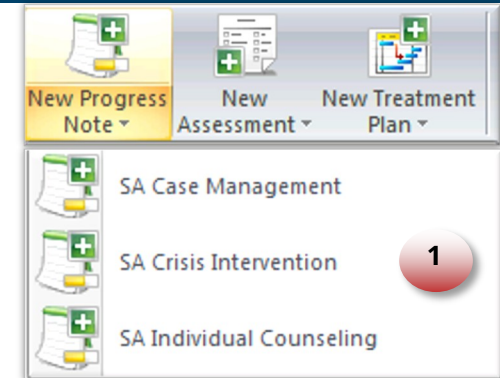 New Progress Note
New Assessment
New Treatment Plan
SA Case Management
SA Crisis Intervention
1
SA Individual Counseling